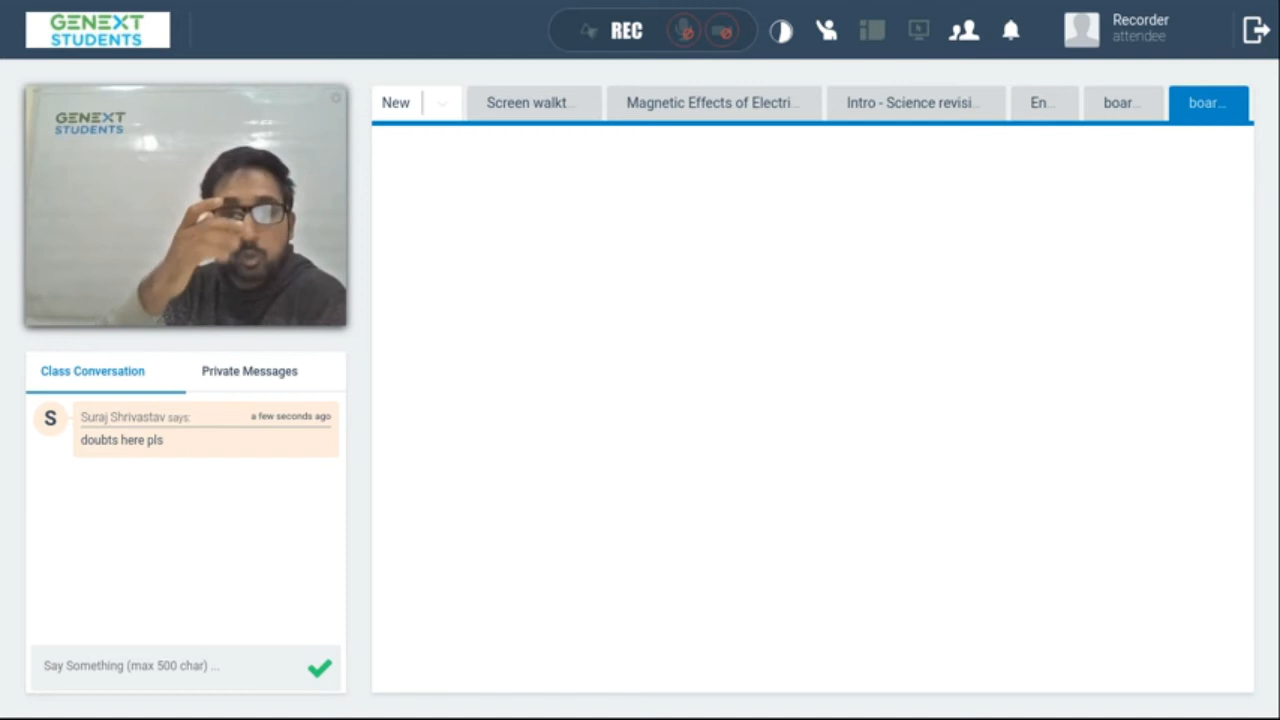 GENEXT
STUDENTS
REC
Recorder
attendee
GENEXT
STUDENTS
New
Screen walkt...
Magnetic Effects of Electri...
Intro - Science revisi...
En...
boar...
boar...
Class Conversation
Private Messages
S
Suraj Shrivastav says:
a few seconds ago
doubts here pls
Say Something (max 500 char) ...